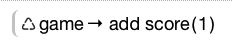 ♺ game → add score(1)